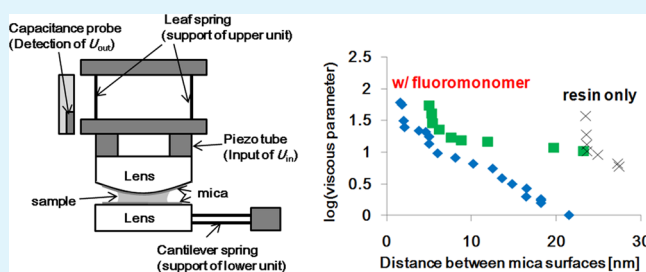 Capacitance probe
(Detection of Uout)
Leaf spring
(support of upper unit)
Piezo tube
(Input of Uin)
Lens
mica
sample
Lens
Cantilever spring
(support of lower unit)
w/ fluoromonomer
resin only
log(viscous parameter)
2.5
2
1.5
1
0.5
0
0
10
20
30
Distance between mica surfaces [nm]